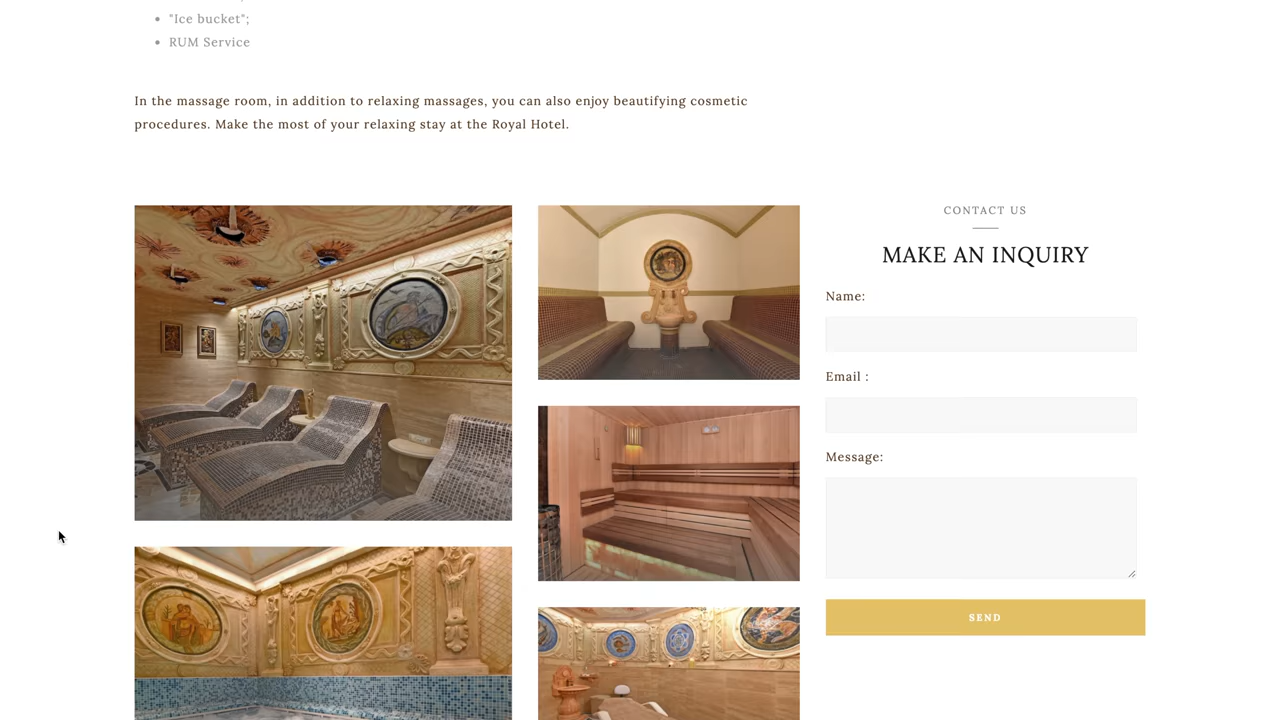 "Ice bucket";
RUM Service
In the massage room, in addition to relaxing massages, you can also enjoy beautifying cosmetic
procedures. Make the most of your relaxing stay at the Royal Hotel.
CONTACT US
MAKE AN INQUIRY
Name:
Email :
Message:
SEND